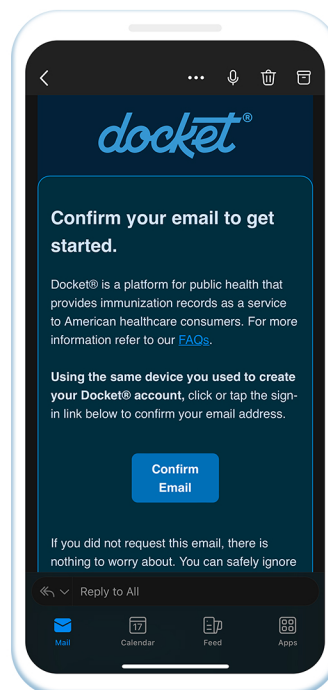 docket®
Confirm your email to get
started.
Docket® is a platform for public health that
provides immunization records as a service
to American healthcare consumers. For more
information refer to our FAQs.
Using the same device you used to create
your Docket® account, click or tap the sign-
in link below to confirm your email address.
Confirm
Email
If you did not request this email, there is
nothing to worry about. You can safely ignore
Reply to All
17
Mail
Calendar
Feed
Apps